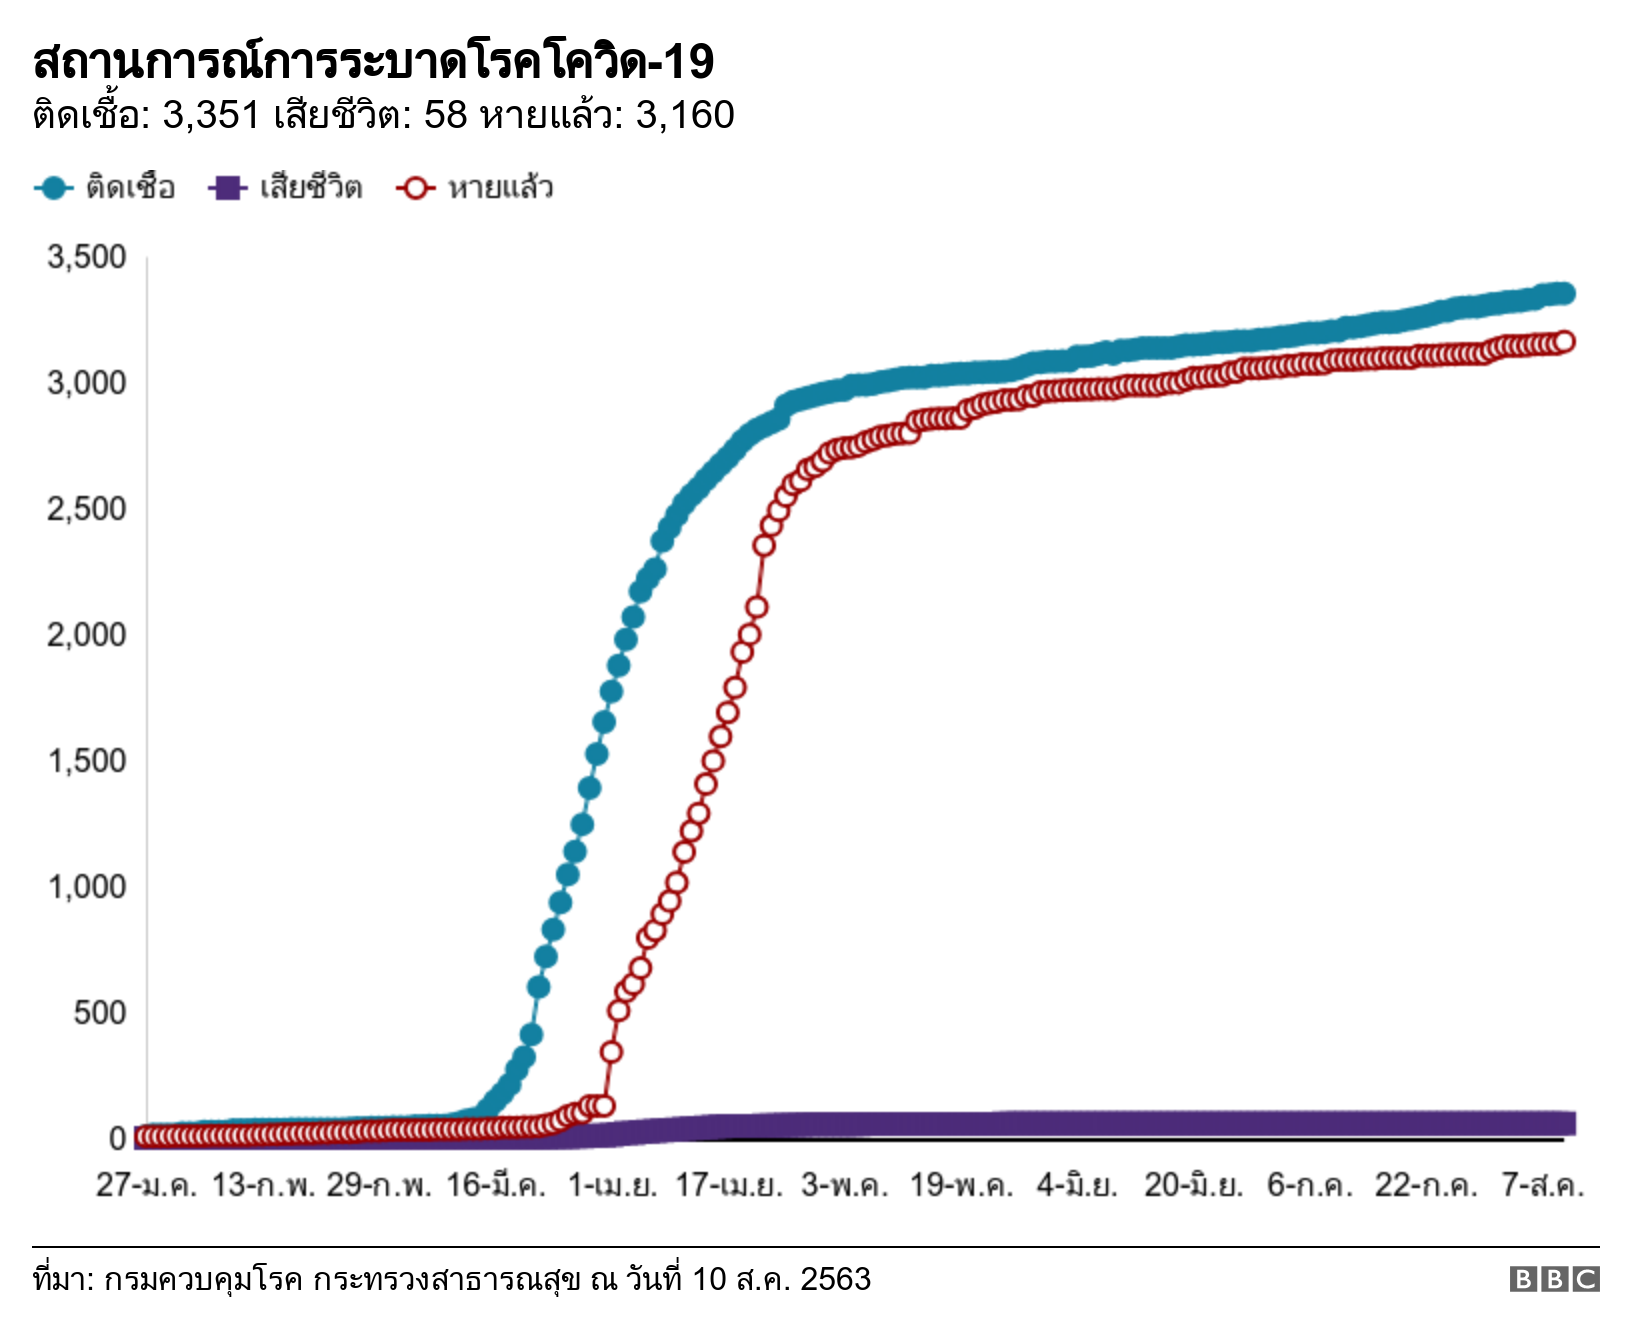 สถานการณ์การระบาดโรคโควิด-19
ติดเชื้อ: 3,351 เสียชีวิต: 58 หายแล้ว: 3,160
ติดเชื้อ เสียชีวิต หายแล้ว
3,500
3,000
2,500
2,000
1,500
1,000
500
0
27-ม.ค. 13-ก.พ. 29-ก.พ. 16-มี.ค. 1-เม.ย. 17-เม.ย. 3-พ.ค. 19-พ.ค. 4-มิ.ย. 20-มิ.ย. 6-ก.ค. 22-ก.ค. 7-ส.ค.
ที่มา: กรมควบคุมโรค กระทรวงสาธารณสุข ณ วันที่ 10 ส.ค. 2563
BBC